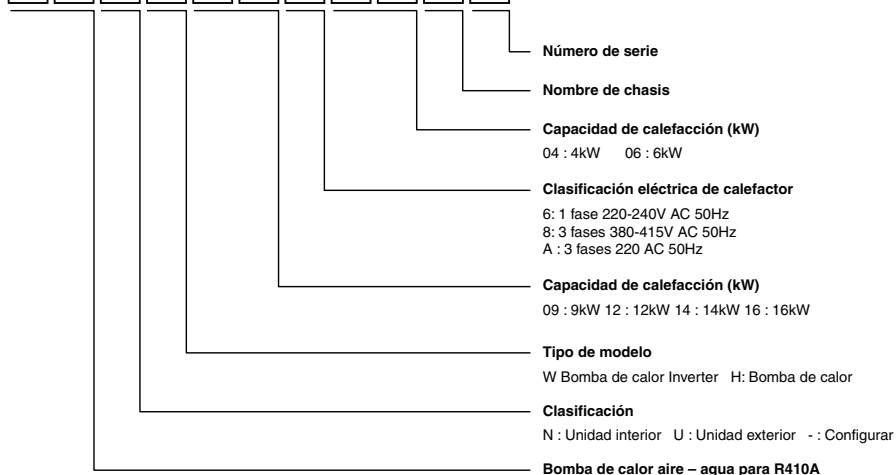 Número de serie
Nombre de chasis
Capacidad de calefacción (kW)
04 : 4kW 06 : 6kW
Clasificación eléctrica de calefactor
6: 1 fase 220-240V AC 50Hz
8: 3 fases 380-415V AC 50Hz
A : 3 fases 220 AC 50Hz
Capacidad de calefacción (kW)
09 : 9kW 12 : 12kW 14 : 14kW 16 : 16kW
Tipo de modelo
W Bomba de calor Inverter H: Bomba de calor
Clasificación
N : Unidad interior U : Unidad exterior - : Configurar
Bomba de calor aire – agua para R410A